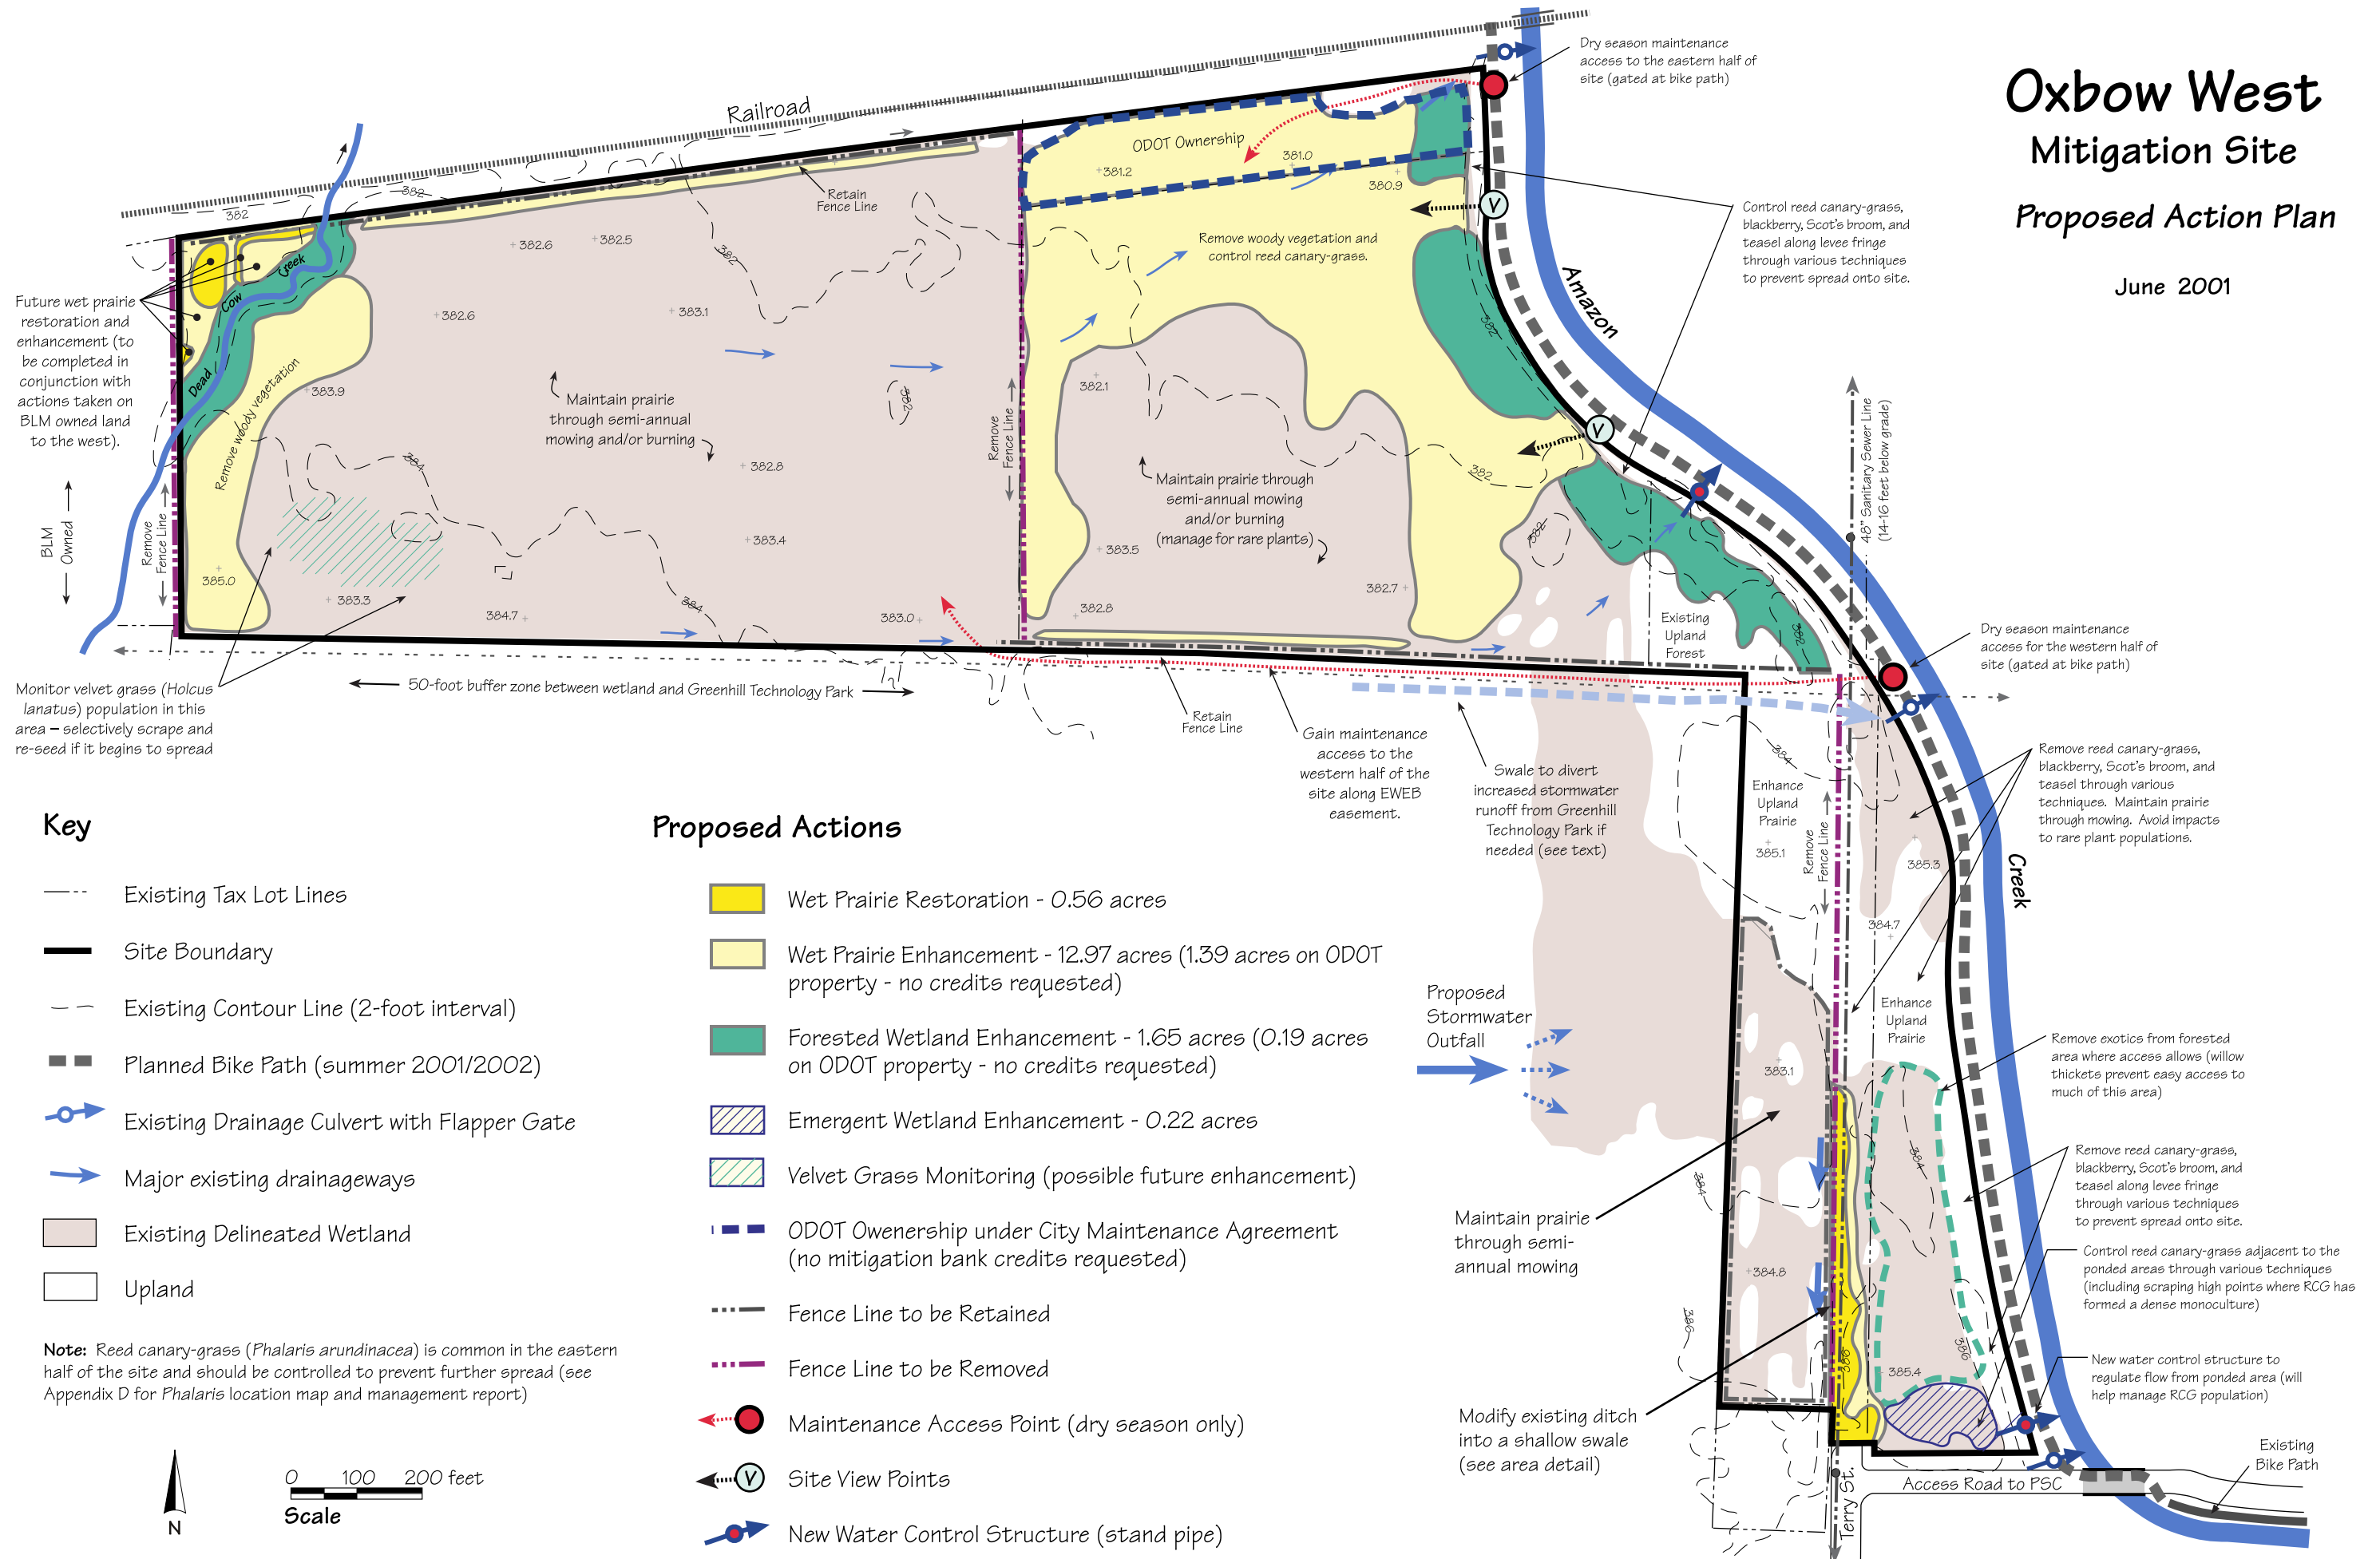 Oxbow West
Mitigation Site
Proposed Action Plan
June 2001
Railroad
Dry season maintenance
access to the eastern half of
site (gated at bike path)
ODOT Ownership
381.2
381.0
380.9
Retain
Fence Line
382
382
382.6
382.5
382
Control reed canary-grass,
blackberry, Scot's broom, and
teasel along levee fringe
through various techniques
to prevent spread onto site.
Remove woody vegetation and
control reed canary-grass.
Amazon
Creek
Cow
Dead
Future wet prairie
restoration and
enhancement (to
be completed in
conjunction with
actions taken on
BLM owned land
to the west).
382.6
383.1
382
Remove woody vegetation
383.9
382.1
382
Maintain prairie
through semi-annual
mowing and/or burning
Remove
Fence Line
48" Sanitary Sewer Line
(14-16 feet below grade)
384
382.8
382
Maintain prairie through
semi-annual mowing
and/or burning
(manage for rare plants)
BLM
Owned
Remove
Fence Line
383.4
383.5
382
385.0
383.3
384.7
384
383.0
382.8
382.7
Existing
Upland
Forest
382
Dry season maintenance
access for the western half of
site (gated at bike path)
Monitor velvet grass (Holcus
lanatus) population in this
area – selectively scrape and
re-seed if it begins to spread
50-foot buffer zone between wetland and Greenhill Technology Park
Retain
Fence Line
Gain maintenance
access to the
western half of the
site along EWEB
easement.
Swale to divert
increased stormwater
runoff from Greenhill
Technology Park if
needed (see text)
384
Enhance
Upland
Prairie
385.1
Remove
Fence Line
385.3
384.7
Remove reed canary-grass,
blackberry, Scot's broom, and
teasel through various
techniques. Maintain prairie
through mowing. Avoid impacts
to rare plant populations.
Creek
Enhance
Upland
Prairie
Proposed
Stormwater
Outfall
383.1
Remove exotics from forested
area where access allows (willow
thickets prevent easy access to
much of this area)
384
384
Remove reed canary-grass,
blackberry, Scot's broom, and
teasel along levee fringe
through various techniques
to prevent spread onto site.
Maintain prairie
through semi-
annual mowing
384.8
386
386
386
385.4
Control reed canary-grass adjacent to the
ponded areas through various techniques
(including scraping high points where RCG has
formed a dense monoculture)
New water control structure to
regulate flow from ponded area (will
help manage RCG population)
Modify existing ditch
into a shallow swale
(see area detail)
Existing
Bike Path
Access Road to PSC
Terry St.
Key
Existing Tax Lot Lines
Site Boundary
Existing Contour Line (2-foot interval)
Planned Bike Path (summer 2001/2002)
Existing Drainage Culvert with Flapper Gate
Major existing drainageways
Existing Delineated Wetland
Upland
Note: Reed canary-grass (Phalaris arundinacea) is common in the eastern
half of the site and should be controlled to prevent further spread (see
Appendix D for Phalaris location map and management report)
N
0 100 200 feet
Scale
Proposed Actions
Wet Prairie Restoration - 0.56 acres
Wet Prairie Enhancement - 12.97 acres (1.39 acres on ODOT
property - no credits requested)
Forested Wetland Enhancement - 1.65 acres (0.19 acres
on ODOT property - no credits requested)
Emergent Wetland Enhancement - 0.22 acres
Velvet Grass Monitoring (possible future enhancement)
ODOT Owenership under City Maintenance Agreement
(no mitigation bank credits requested)
Fence Line to be Retained
Fence Line to be Removed
Maintenance Access Point (dry season only)
V
Site View Points
New Water Control Structure (stand pipe)
V
V